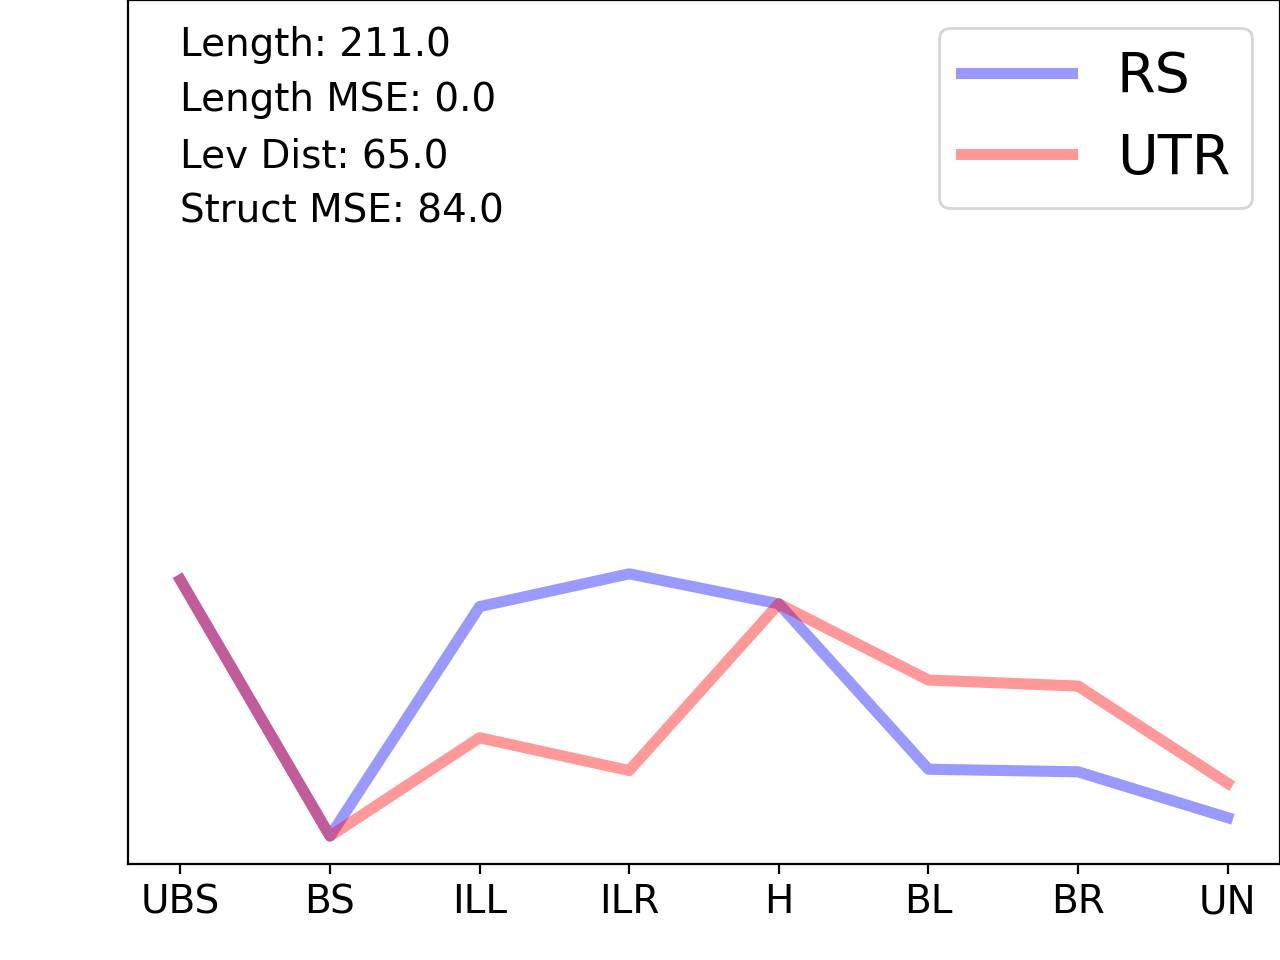 Length: 211.0
Length MSE: 0.0
Lev Dist: 65.0
Struct MSE: 84.0
RS
UTR
UBS BS ILL ILR H BL BR UN